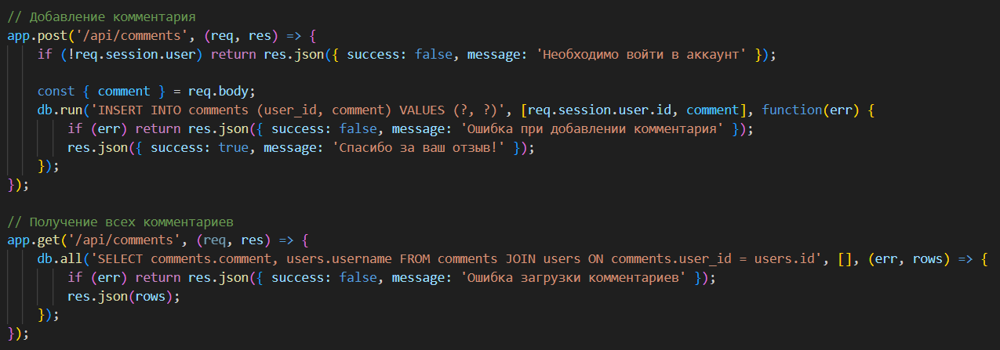 // Добавление комментария
app.post('/api/comments', (req, res) => {
    if (!req.session.user) return res.json({ success: false, message: 'Необходимо войти в аккаунт' });

    const { comment } = req.body;
    db.run('INSERT INTO comments (user_id, comment) VALUES (?, ?)', [req.session.user.id, comment], function(err) {
        if (err) return res.json({ success: false, message: 'Ошибка при добавлении комментария' });
        res.json({ success: true, message: 'Спасибо за ваш отзыв!' });
    });
});

// Получение всех комментариев
app.get('/api/comments', (req, res) => {
    db.all('SELECT comments.comment, users.username FROM comments JOIN users ON comments.user_id = users.id', [], (err, rows) => {
        if (err) return res.json({ success: false, message: 'Ошибка загрузки комментариев' });
        res.json(rows);
    });
});